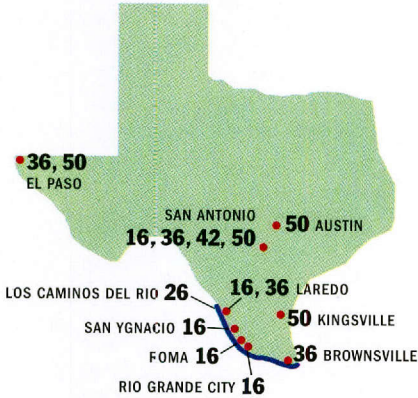 36, 50
EL PASO
SAN ANTONIO
16, 36, 42, 50
50 AUSTIN
LOS CAMINOS DEL RIO 26
16, 36 LAREDO
SAN YGNACIO 16
50 KINGSVILLE
FOMA 16
36 BROWNSVILLE
RIO GRANDE CITY 16